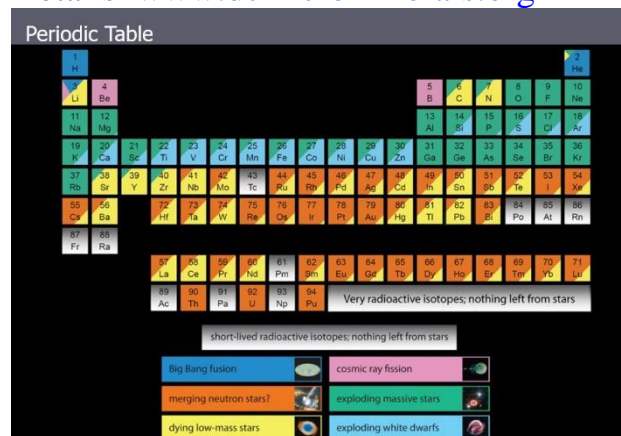 Periodic Table
1 2
H He
3 4 5 6 7 8 9 10
Li Be B C N O F Ne
11 12 13 14 15 16 17 18
Na Mg Al Si P S Cl Ar
19 20 21 22 23 24 25 26 27 28 29 30 31 32 33 34 35 36
K Ca Sc Ti V Cr Mn Fe Co Ni Cu Zn Ga Ge As Se Br Kr
37 38 39 40 41 42 43 44 45 46 47 48 49 50 51 52 53 54
Rb Sr Y Zr Nb Mo Tc Ru Rh Pd Ag Cd In Sn Sb Te I Xe
55 56 72 73 74 75 76 77 78 79 80 81 82 83 84 85 86
Cs Ba Hf Ta W Re Os Ir Pt Au Hg Tl Pb Bi Po At Rn
87 88
Fr Ra
57 58 59 60 61 62 63 64 65 66 67 68 69 70 71
La Ce Pr Nd Pm Sm Eu Gd Tb Dy Ho Er Tm Yb Lu
89 90 91 92 93 94
Ac Th Pa U Np Pu
Very radioactive isotopes; nothing left from stars
short-lived radioactive isotopes; nothing left from stars
Big Bang fusion cosmic ray fission
merging neutron stars? exploding massive stars
dying low-mass stars exploding white dwarfs